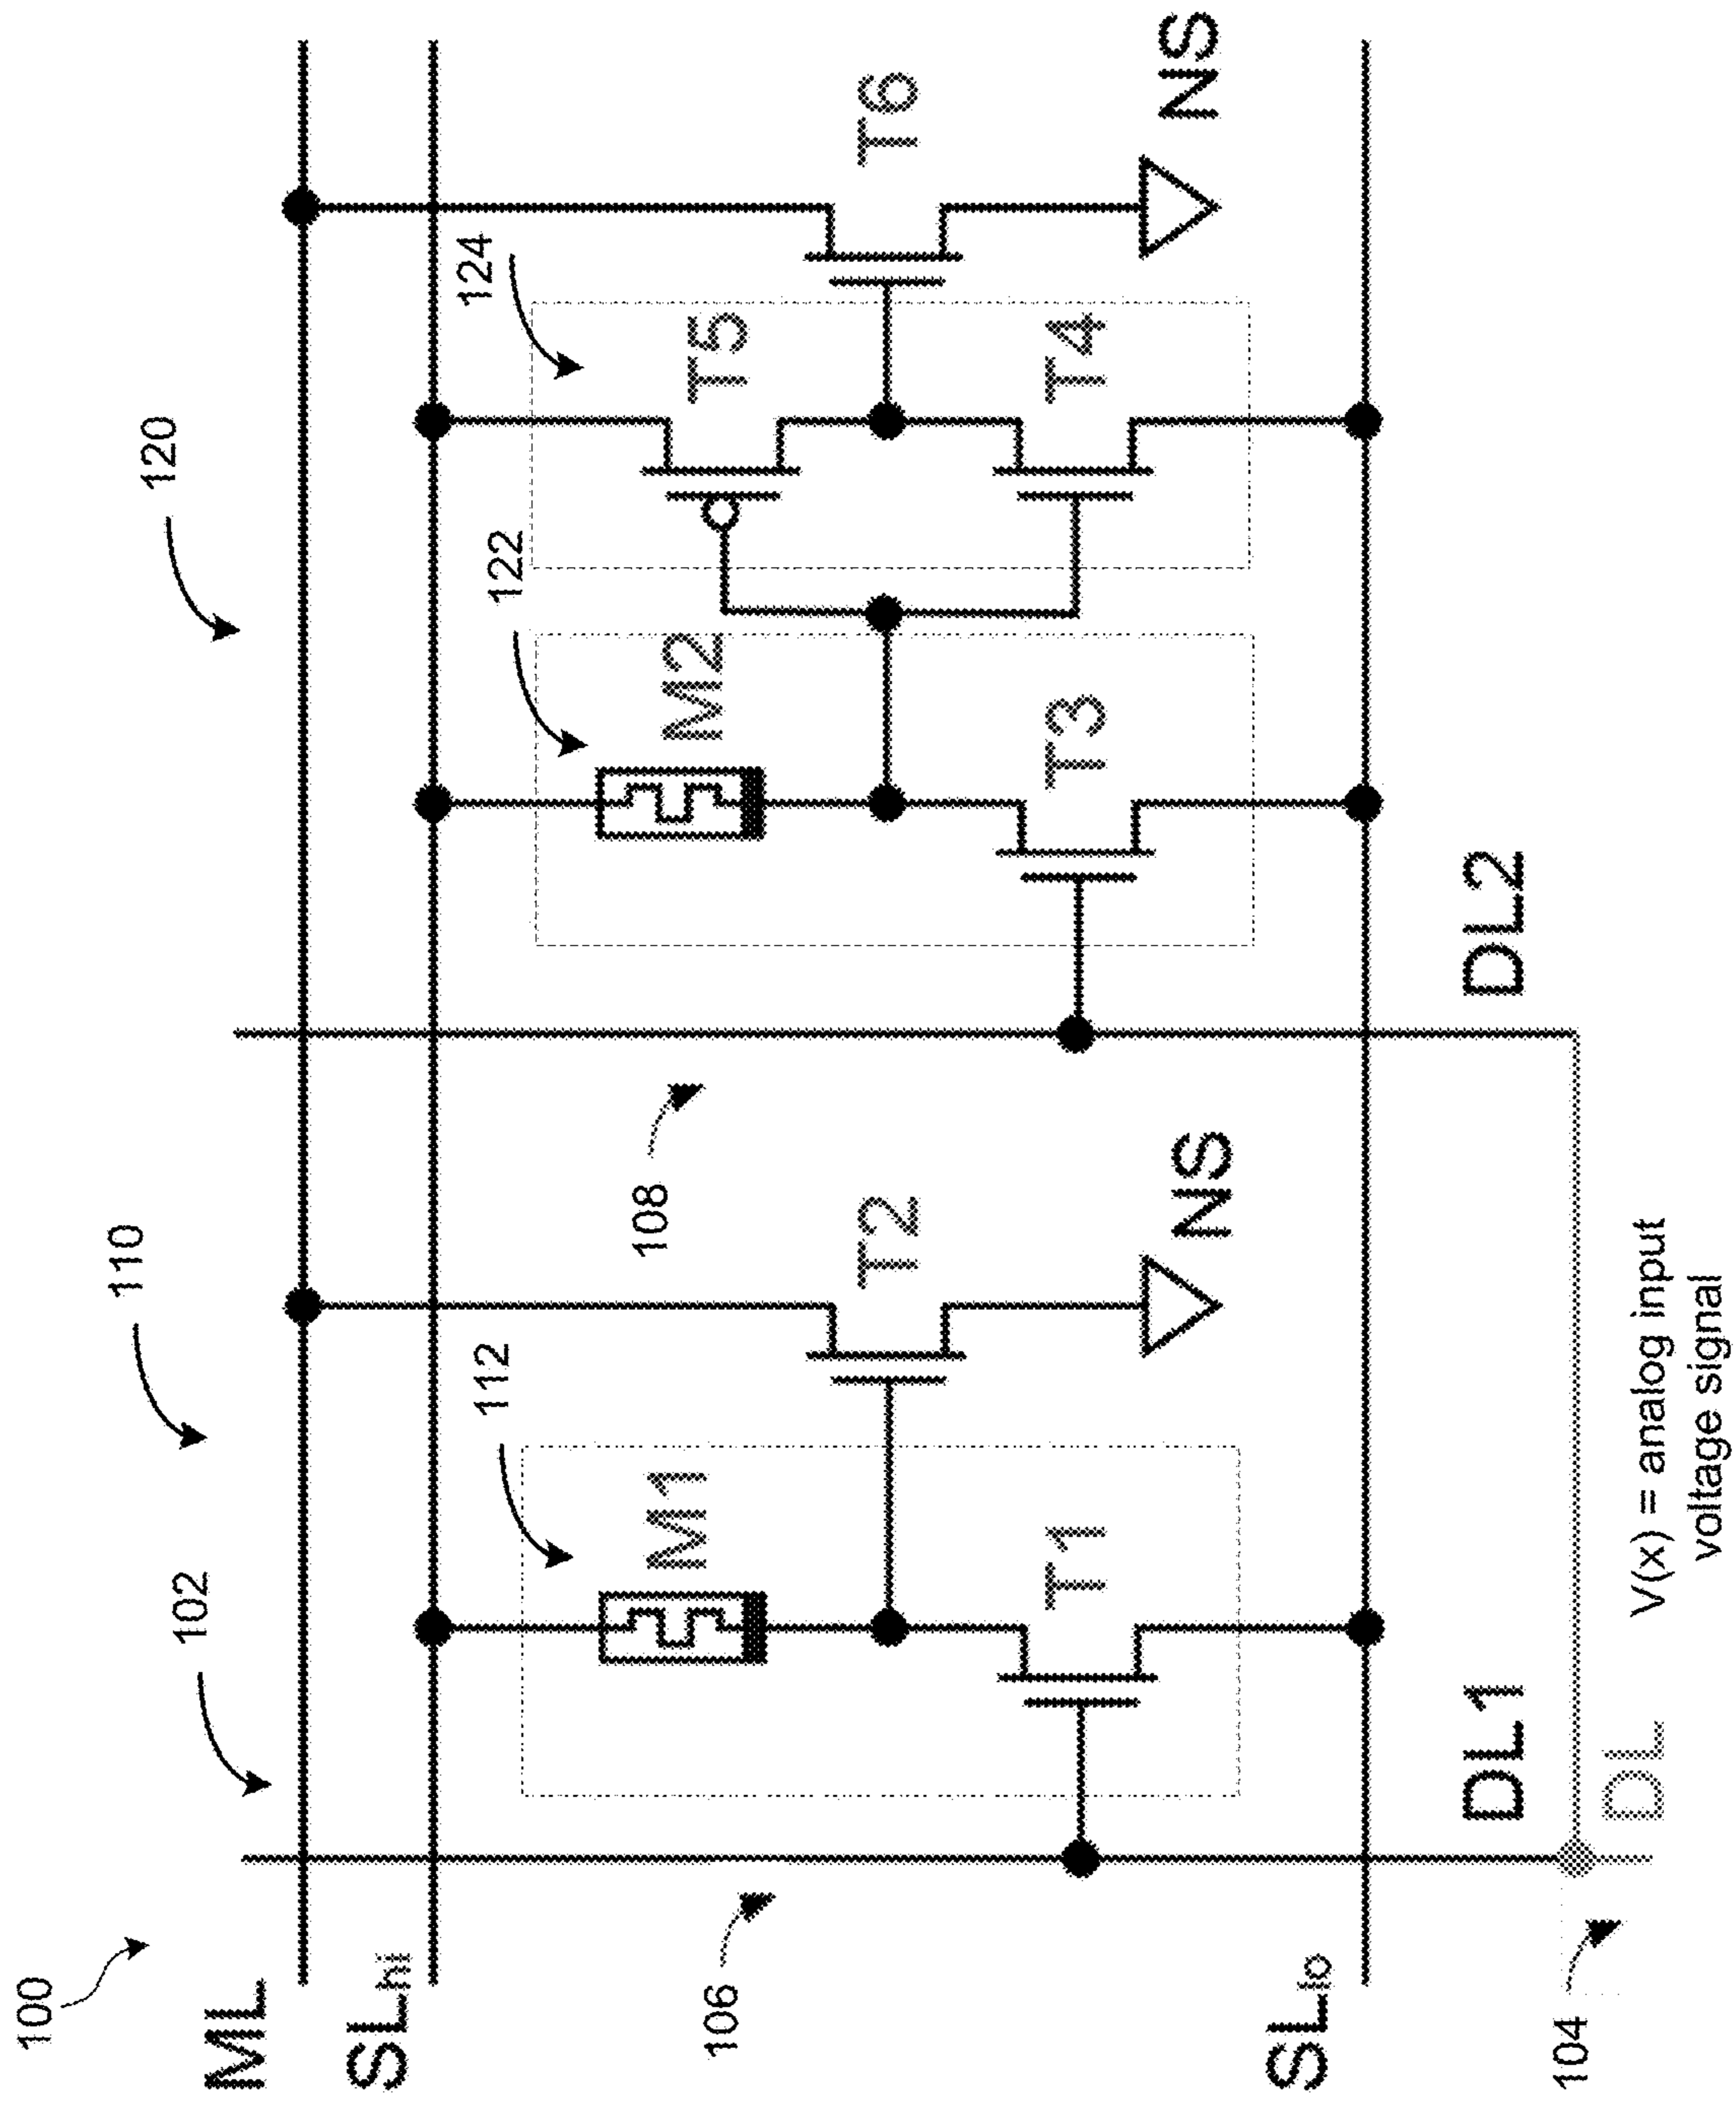 100
102
110
120
ML
SLhi
112
122
124
M1
M2
T5
T2
T6
106
108
T1
T3
T4
NS
NS
SLlo
DL1
DL2
104
DL
V(x) = analog input
voltage signal